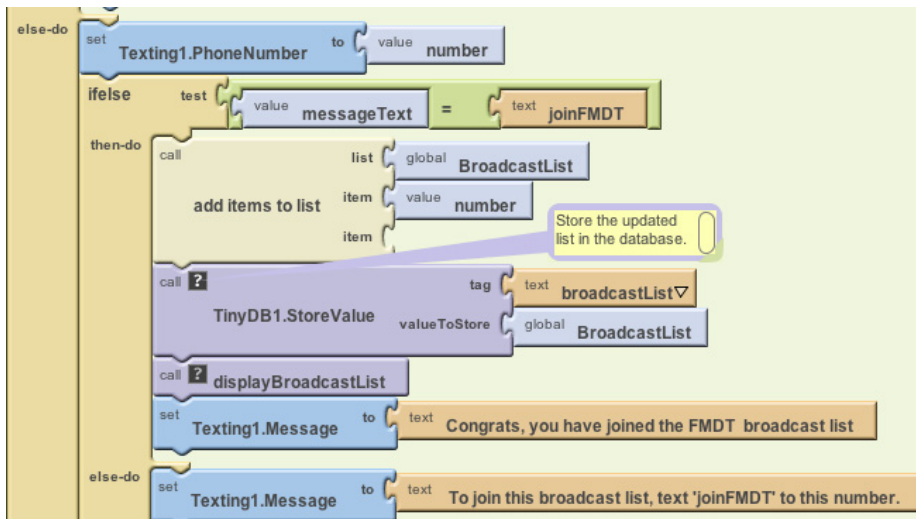 else-do
set Texting1.PhoneNumber to value number
ifelse test value messageText = text joinFMDT
then-do
call add items to list
list global BroadcastList
item value number
item
Store the updated
list in the database.
call ? TinyDB1.StoreValue
tag text broadcastList
valueToStore global BroadcastList
call ? displayBroadcastList
set Texting1.Message to text Congrats, you have joined the FMDT broadcast list
else-do
set Texting1.Message to text To join this broadcast list, text 'joinFMDT' to this number.